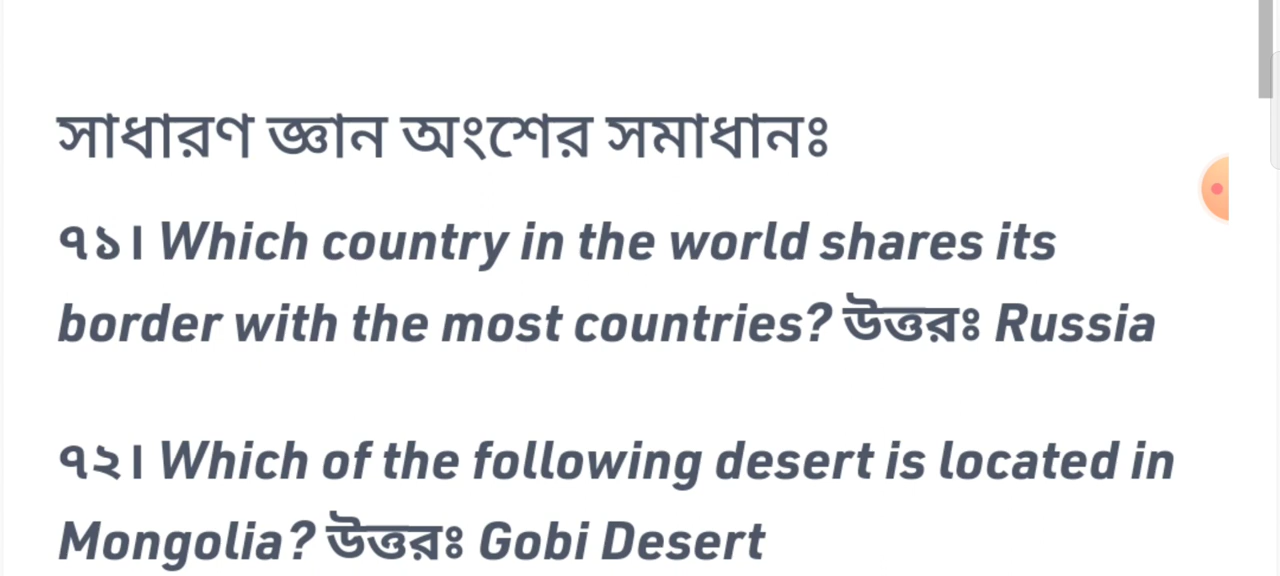 সাধারণ জ্ঞান অংশের সমাধানঃ
৭১। Which country in the world shares its
border with the most countries? উত্তরঃ Russia
৭২। Which of the following desert is located in
Mongolia? উত্তরঃ Gobi Desert